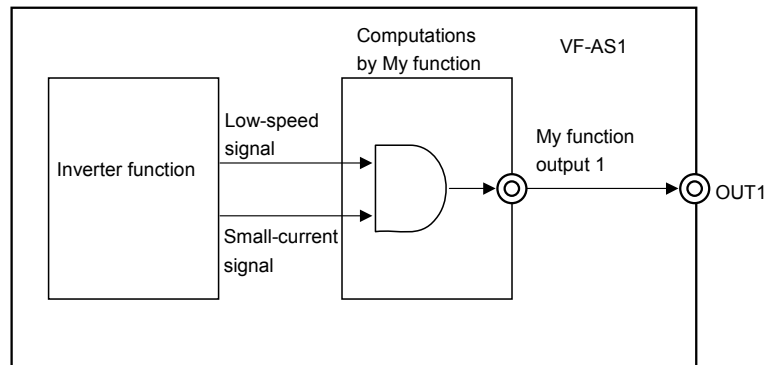 Computations
by My function
VF-AS1
Inverter function
Low-speed
signal
Small-current
signal
My function
output 1
OUT1